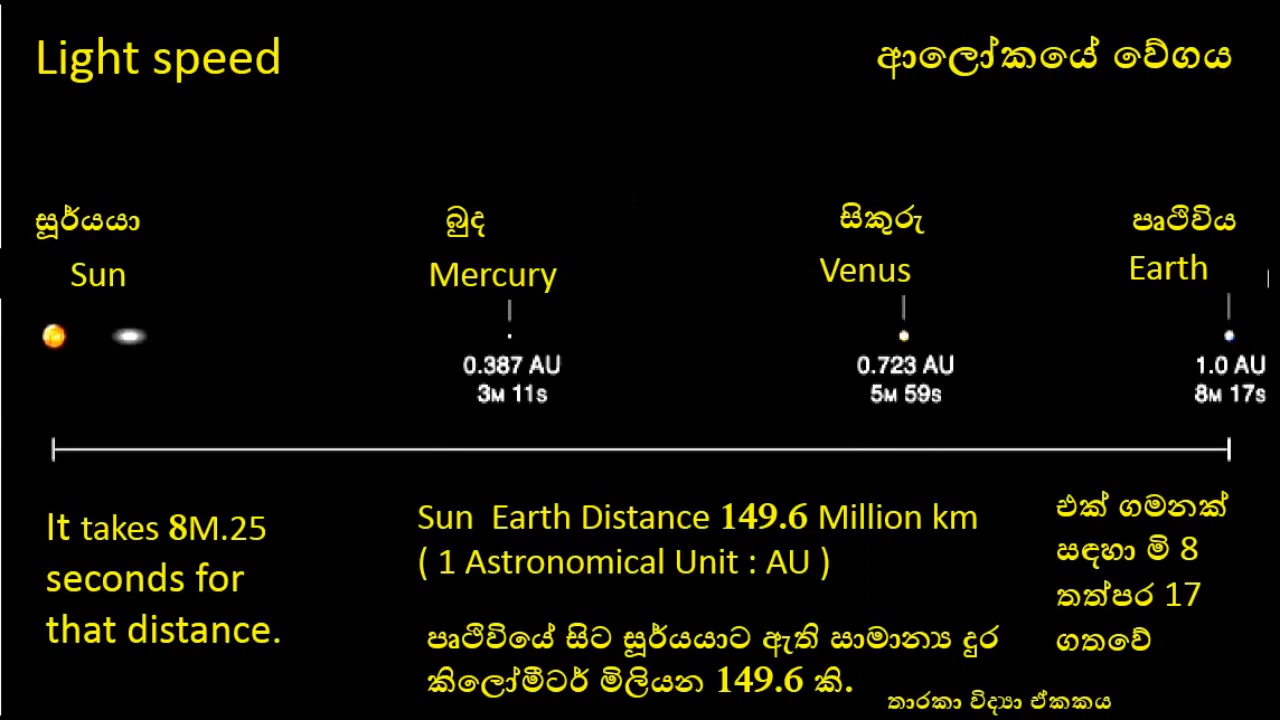 Light speed
ආලෝකයේ වේගය
සූර්යයා
බුද
සිකුරු
පෘථිවිය
Sun
Mercury
Venus
Earth
0.387 AU
3M 11s
0.723 AU
5M 59s
1.0 AU
8M 17s
It takes 8M.25
seconds for
that distance.
Sun Earth Distance 149.6 Million km
( 1 Astronomical Unit : AU )
පෘථිවියේ සිට සූර්යයාට ඇති සාමාන්‍ය දුර
කිලෝමීටර් මිලියන 149.6 කි.
එක් ගමනක්
සඳහා මි 8
තත්පර 17
ගතවේ
තාරකා විද්‍යා ඒකකය